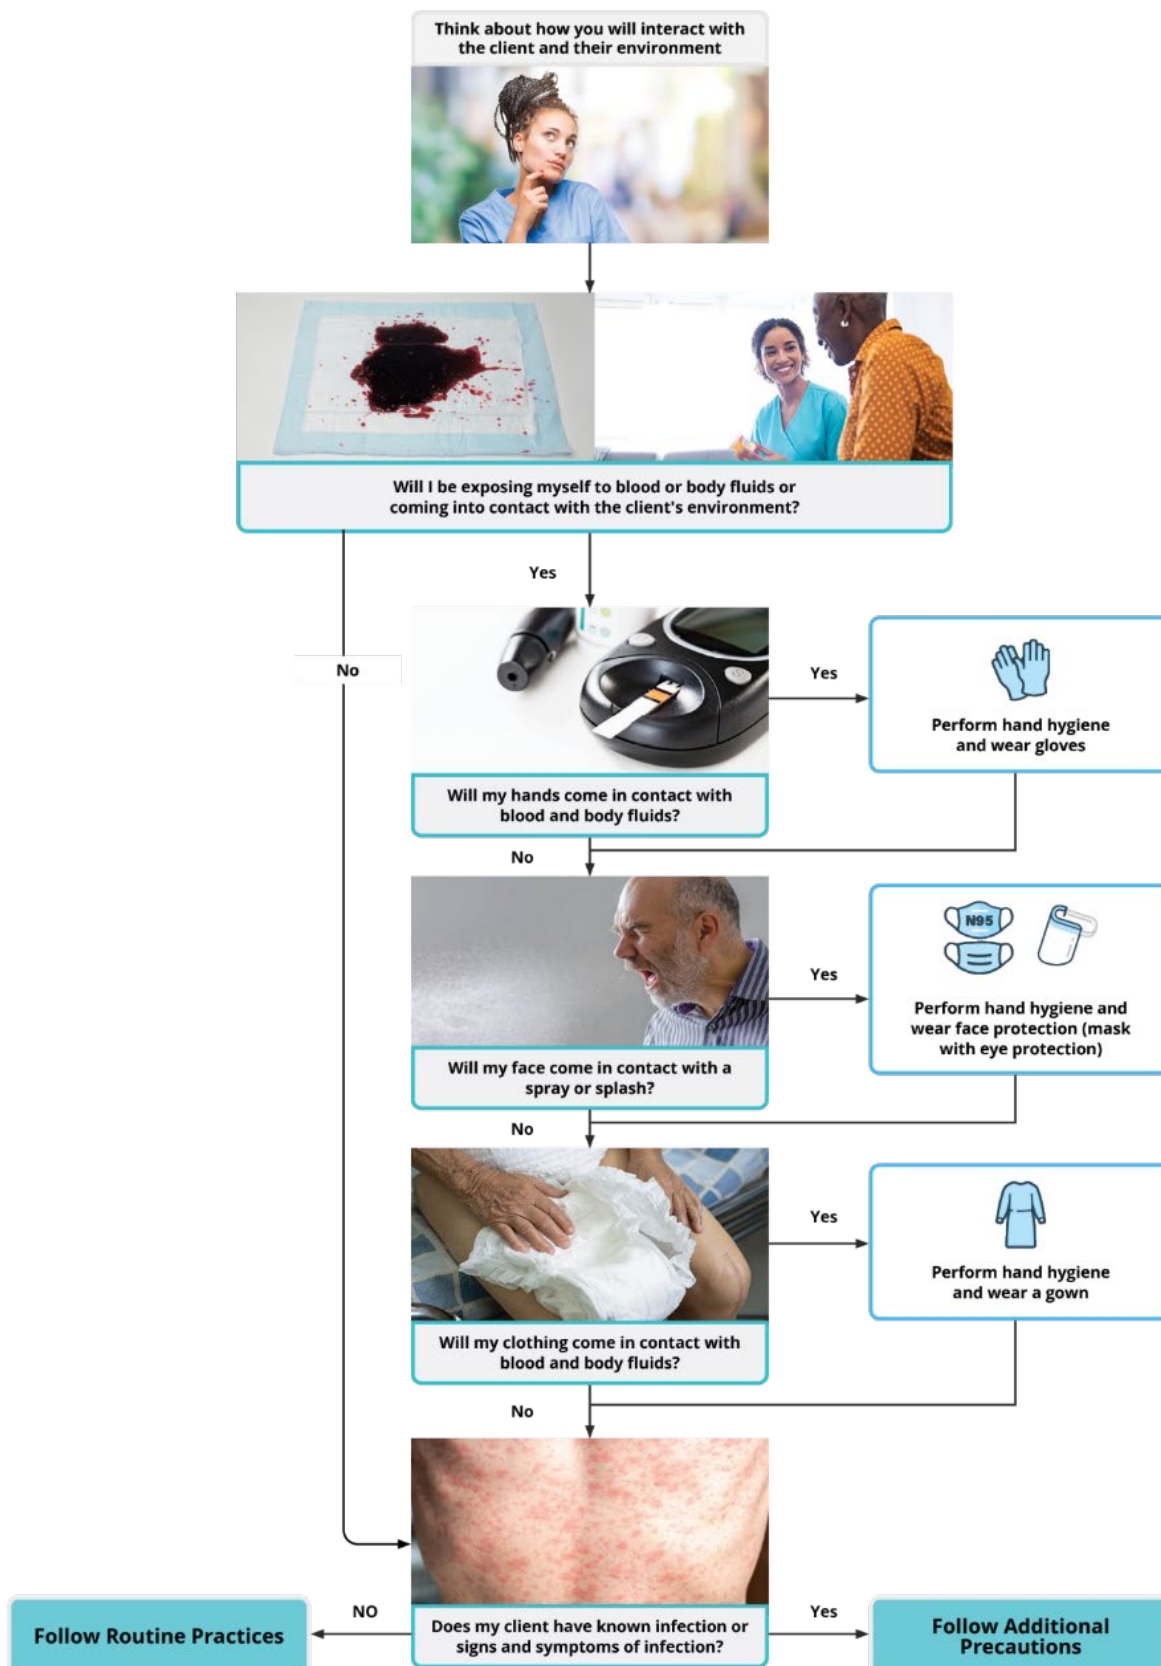 Think about how you will interact with
the client and their environment
Will I be exposing myself to blood or body fluids or
coming into contact with the client's environment?
Yes
No
Yes
Perform hand hygiene
and wear gloves
Will my hands come in contact with
blood and body fluids?
No
N95
Yes
Perform hand hygiene and
wear face protection (mask
with eye protection)
Will my face come in contact with a
spray or splash?
No
Yes
Perform hand hygiene
and wear a gown
Will my clothing come in contact with
blood and body fluids?
No
NO
Yes
Follow Routine Practices
Does my client have known infection or
signs and symptoms of infection?
Follow Additional
Precautions